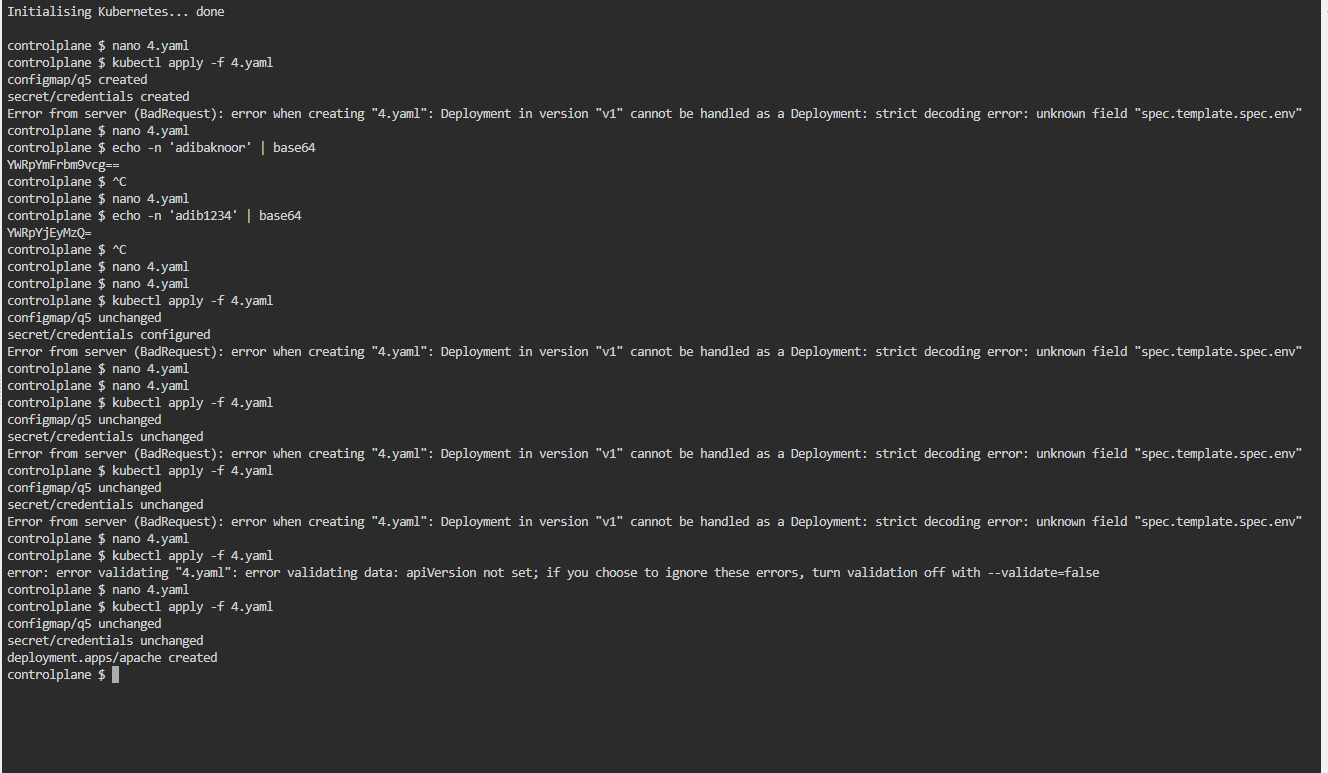 Initialising Kubernetes... done
controlplane $ nano 4.yaml
controlplane $ kubectl apply -f 4.yaml
configmap/q5 created
secret/credentials created
Error from server (BadRequest): error when creating "4.yaml": Deployment in version "v1" cannot be handled as a Deployment: strict decoding error: unknown field "spec.template.spec.env"
controlplane $ nano 4.yaml
controlplane $ echo -n 'adibaknoor' | base64
YWRpYmFrbm9vcg==
controlplane $ ^C
controlplane $ nano 4.yaml
controlplane $ echo -n 'adib1234' | base64
YWRpYjEyMzQ=
controlplane $ ^C
controlplane $ nano 4.yaml
controlplane $ nano 4.yaml
controlplane $ kubectl apply -f 4.yaml
configmap/q5 unchanged
secret/credentials configured
Error from server (BadRequest): error when creating "4.yaml": Deployment in version "v1" cannot be handled as a Deployment: strict decoding error: unknown field "spec.template.spec.env"
controlplane $ nano 4.yaml
controlplane $ nano 4.yaml
controlplane $ kubectl apply -f 4.yaml
configmap/q5 unchanged
secret/credentials unchanged
Error from server (BadRequest): error when creating "4.yaml": Deployment in version "v1" cannot be handled as a Deployment: strict decoding error: unknown field "spec.template.spec.env"
controlplane $ kubectl apply -f 4.yaml
configmap/q5 unchanged
secret/credentials unchanged
Error from server (BadRequest): error when creating "4.yaml": Deployment in version "v1" cannot be handled as a Deployment: strict decoding error: unknown field "spec.template.spec.env"
controlplane $ nano 4.yaml
controlplane $ kubectl apply -f 4.yaml
error: error validating "4.yaml": error validating data: apiVersion not set; if you choose to ignore these errors, turn validation off with --validate=false
controlplane $ nano 4.yaml
controlplane $ kubectl apply -f 4.yaml
configmap/q5 unchanged
secret/credentials unchanged
deployment.apps/apache created
controlplane $